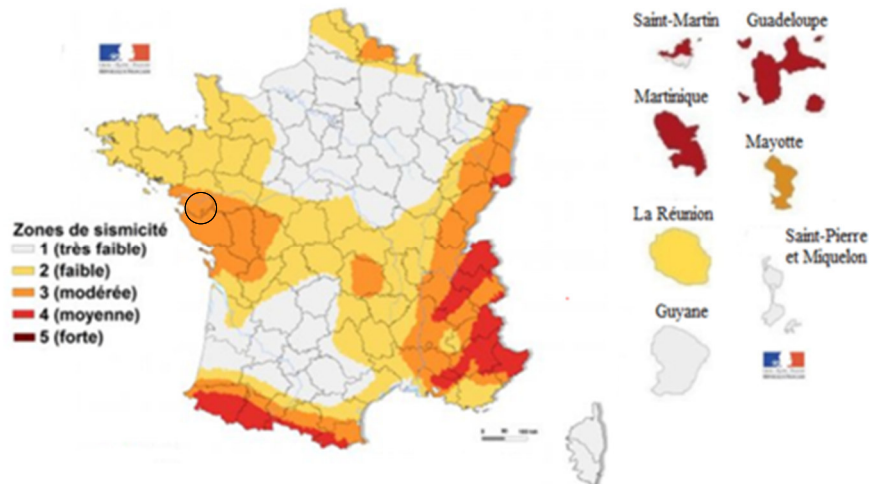 Saint-Martin
Guadeloupe
Martinique
Mayotte
La Réunion
Saint-Pierre
et Miquelon
Guyane
Zones de sismicité
1 (très faible)
2 (faible)
3 (modérée)
4 (moyenne)
5 (forte)